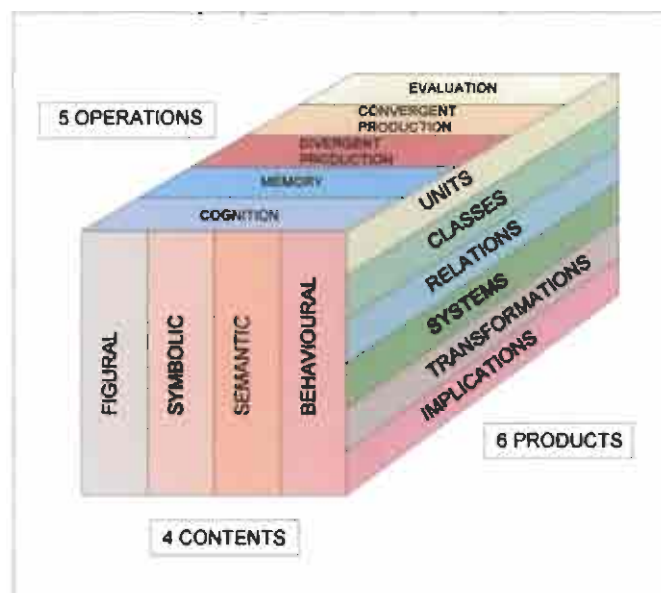 5 OPERATIONS
EVALUATION
CONVERGENT
PRODUCTION
DIVERGENT
PRODUCTION
MEMORY
COGNITION
UNITS
CLASSES
RELATIONS
SYSTEMS
TRANSFORMATIONS
IMPLICATIONS
FIGURAL
SYMBOLIC
SEMANTIC
BEHAVIOURAL
6 PRODUCTS
4 CONTENTS